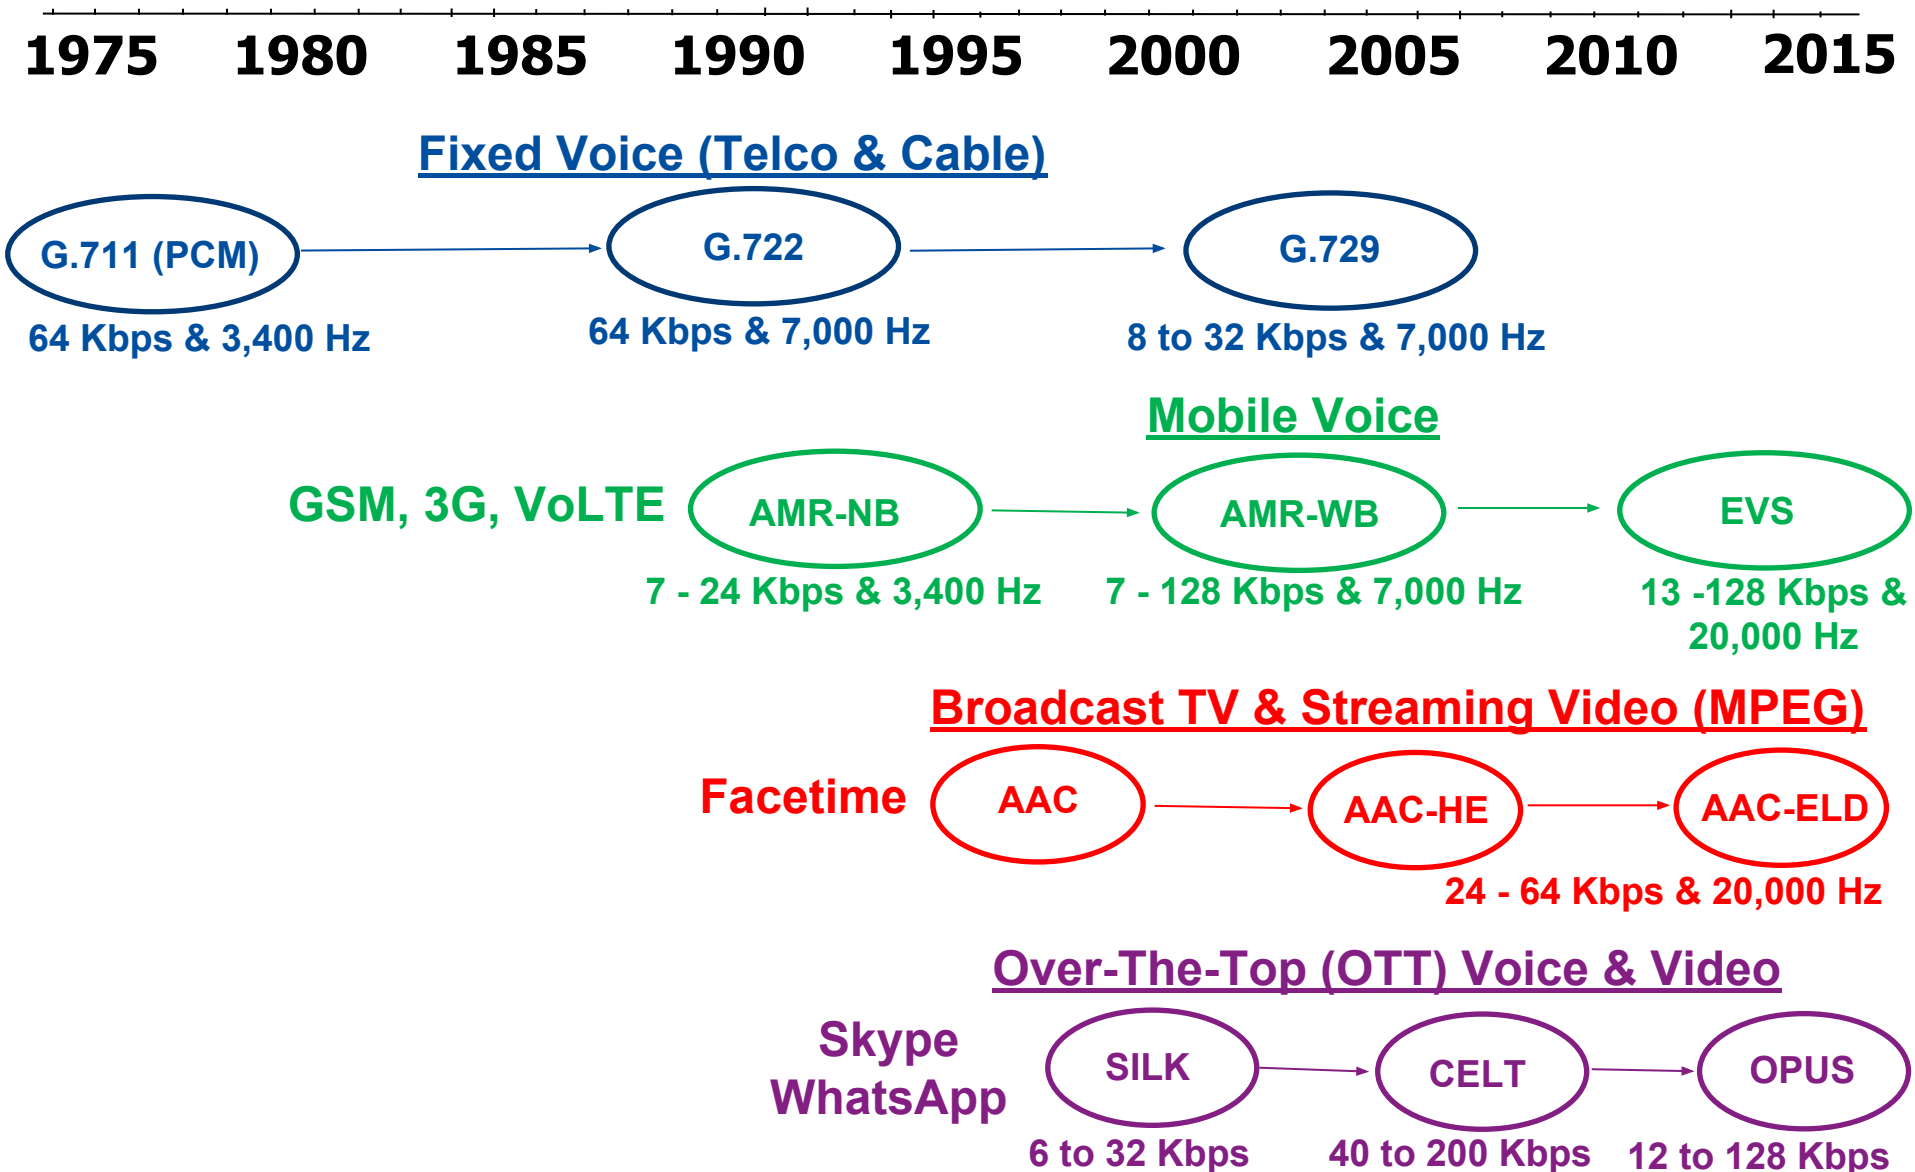 1975 1980 1985 1990 1995 2000 2005 2010 2015
Fixed Voice (Telco & Cable)
G.711 (PCM) G.722 G.729
64 Kbps & 3,400 Hz 64 Kbps & 7,000 Hz 8 to 32 Kbps & 7,000 Hz
Mobile Voice
GSM, 3G, VoLTE AMR-NB AMR-WB EVS
7 - 24 Kbps & 3,400 Hz 7 - 128 Kbps & 7,000 Hz 13 -128 Kbps &
20,000 Hz
Broadcast TV & Streaming Video (MPEG)
Facetime AAC AAC-HE AAC-ELD
24 - 64 Kbps & 20,000 Hz
Over-The-Top (OTT) Voice & Video
Skype
WhatsApp
SILK CELT OPUS
6 to 32 Kbps 40 to 200 Kbps 12 to 128 Kbps